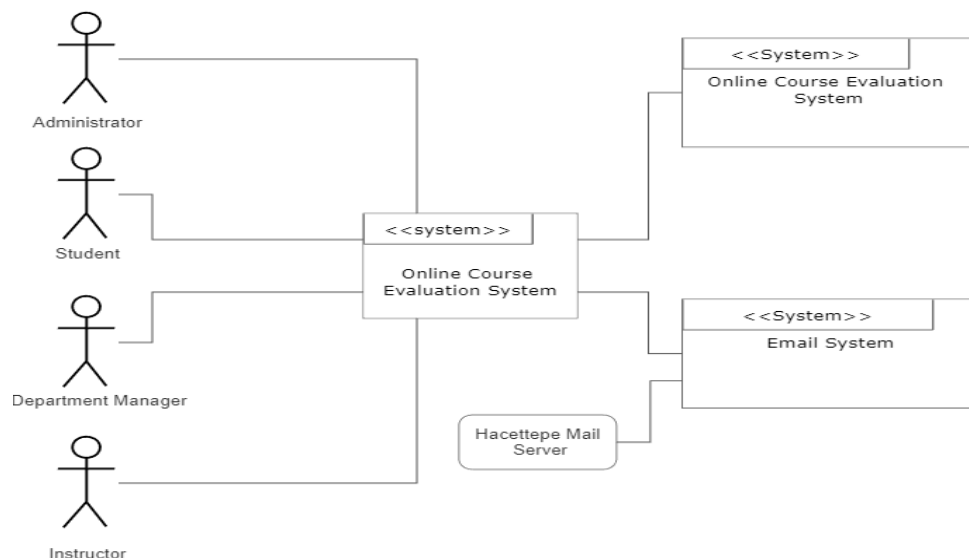 Administrator
Student
Department Manager
Instructor
<<system>>
Online Course
Evaluation System
<<System>>
Online Course Evaluation
System
<<System>>
Email System
Hacettepe Mail
Server